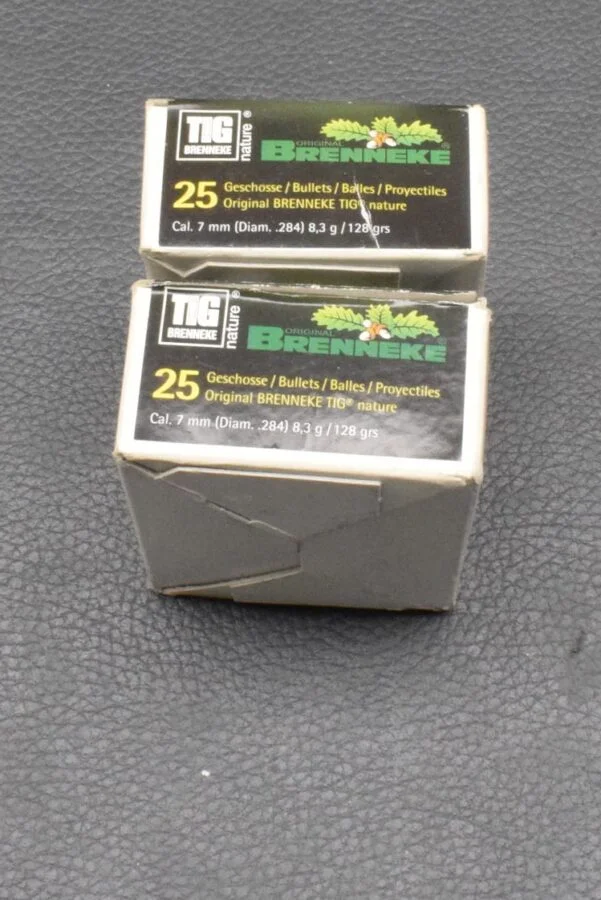 TIG
BRENNEKE
nature®
ORIGINAL
BRENNEKE®
25 Geschosse / Bullets / Balles / Proyectiles
Original BRENNEKE TIG® nature
Cal. 7 mm (Diam. .284) 8,3 g / 128 grs
TIG
BRENNEKE
nature®
ORIGINAL
BRENNEKE®
25 Geschosse / Bullets / Balles / Proyectiles
Original BRENNEKE TIG® nature
Cal. 7 mm (Diam. .284) 8,3 g / 128 grs